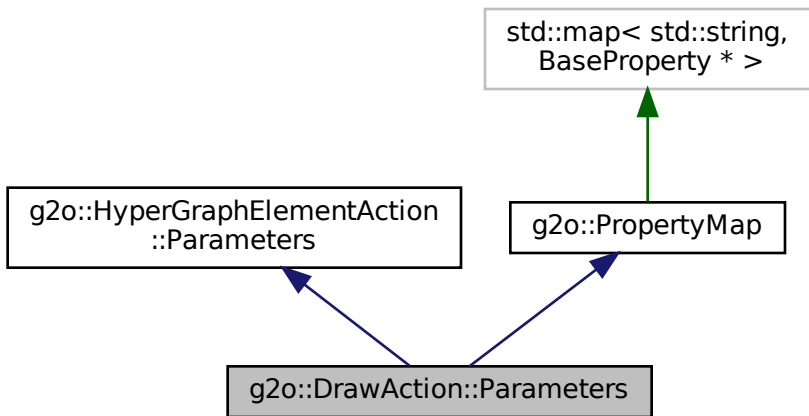 std::map< std::string,
BaseProperty * >
g2o::HyperGraphElementAction
::Parameters
g2o::PropertyMap
g2o::DrawAction::Parameters